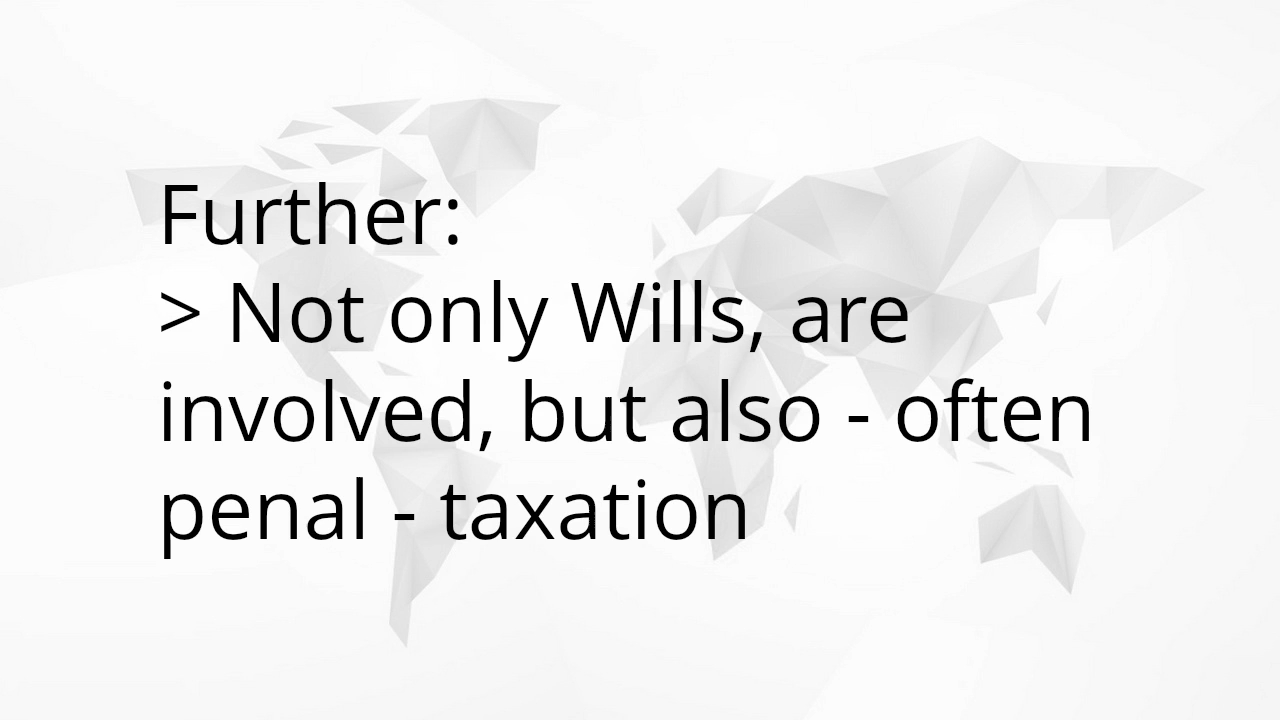 Further:
> Not only Wills, are
involved, but also - often
penal - taxation